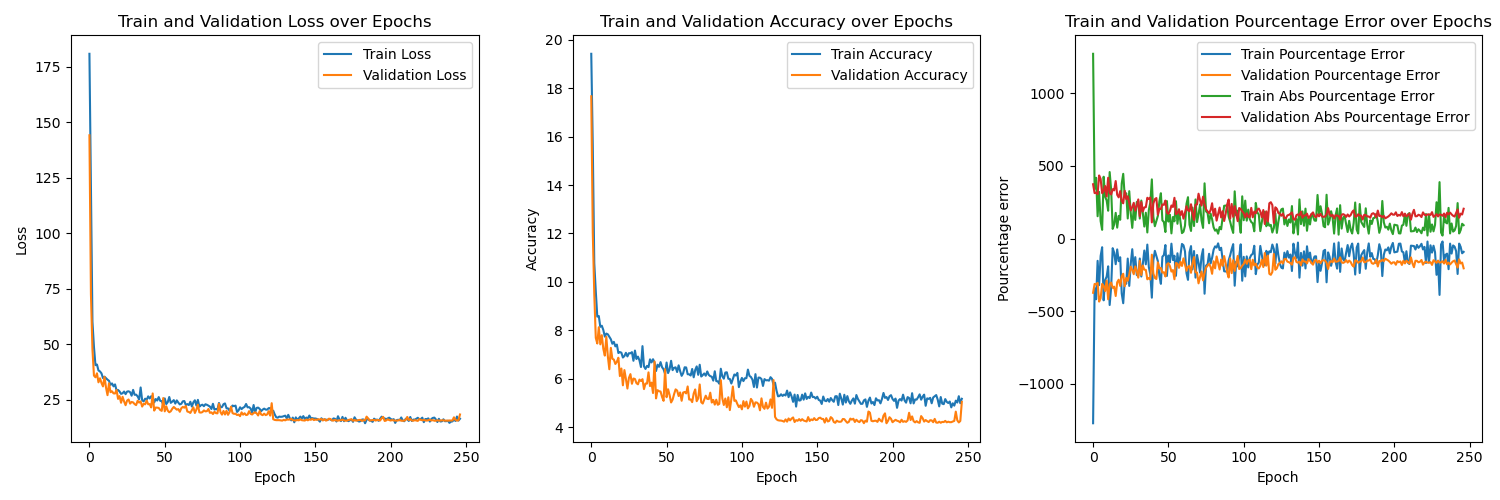 Train and Validation Loss over Epochs
Train Loss
Validation Loss
Loss
175
150
125
100
75
50
25
0
50
100
150
200
250
Epoch
Train and Validation Accuracy over Epochs
Train Accuracy
Validation Accuracy
Accuracy
20
18
16
14
12
10
8
6
4
0
50
100
150
200
250
Epoch
Train and Validation Pourcentage Error over Epochs
Train Pourcentage Error
Validation Pourcentage Error
Train Abs Pourcentage Error
Validation Abs Pourcentage Error
Pourcentage error
1000
500
0
−500
−1000
0
50
100
150
200
250
Epoch